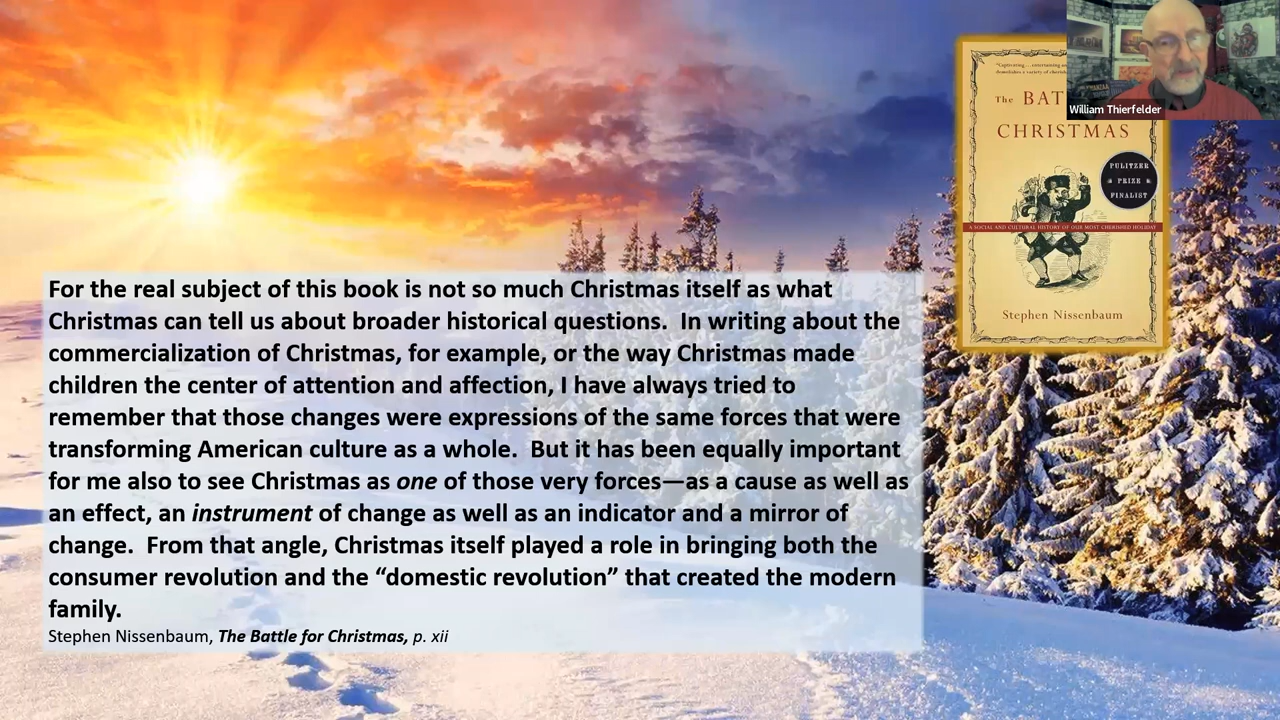 William Thierfelder
"Captivating...entertaining
The BAT
CHRISTMAS
PULITZER
PRIZE
FINALIST
A SOCIAL AND CULTURAL HISTORY OF OUR MOST CHERISHED HOLIDAY
Stephen Nissenbaum
For the real subject of this book is not so much Christmas itself as what
Christmas can tell us about broader historical questions.  In writing about the
commercialization of Christmas, for example, or the way Christmas made
children the center of attention and affection, I have always tried to
remember that those changes were expressions of the same forces that were
transforming American culture as a whole.  But it has been equally important
for me also to see Christmas as one of those very forces—as a cause as well as
an effect, an instrument of change as well as an indicator and a mirror of
change.  From that angle, Christmas itself played a role in bringing both the
consumer revolution and the “domestic revolution” that created the modern
family.
Stephen Nissenbaum, The Battle for Christmas, p. xii